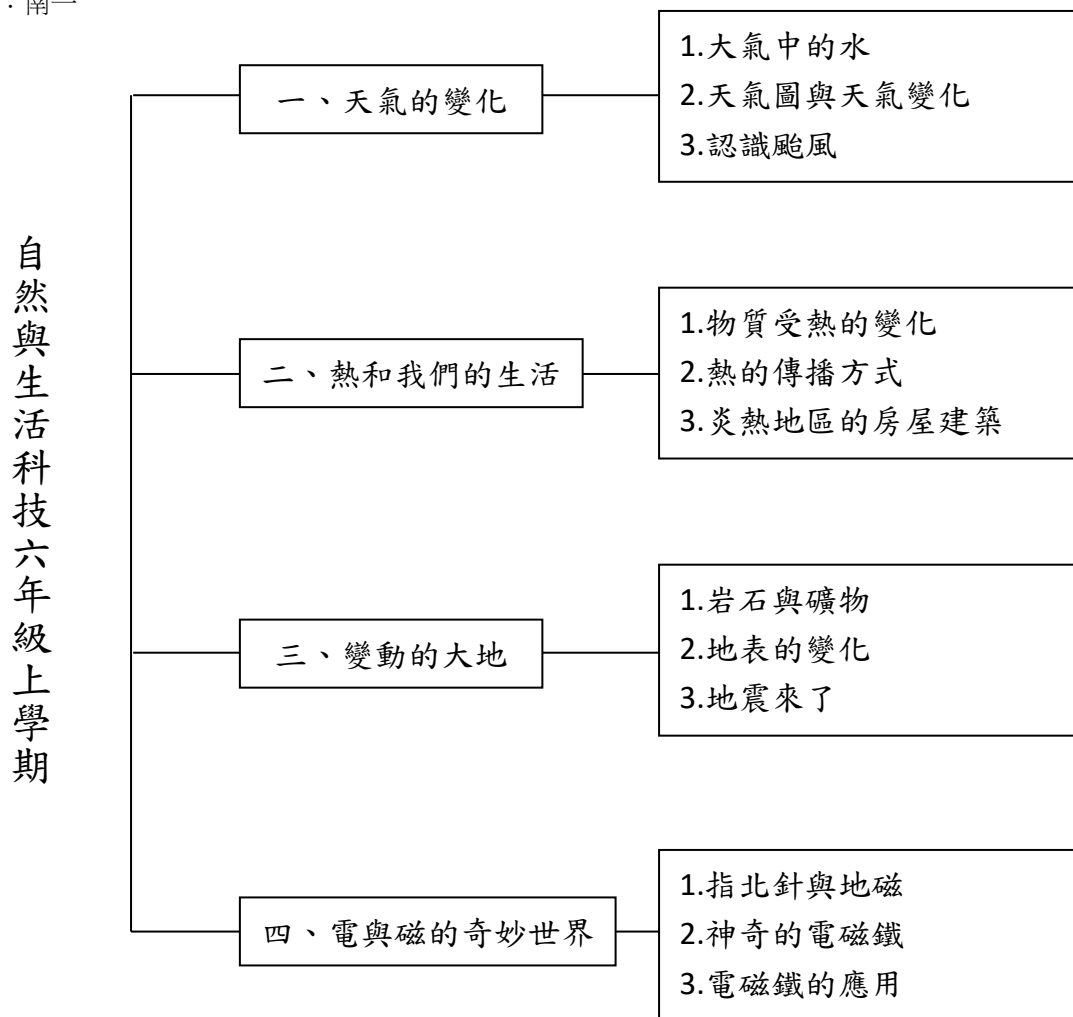 ：南一
自然與生活科技六年級上學期
一、天氣的變化
1.大氣中的水
2.天氣圖與天氣變化
3.認識颱風
二、熱和我們的生活
1.物質受熱的變化
2.熱的傳播方式
3.炎熱地區的房屋建築
三、變動的大地
1.岩石與礦物
2.地表的變化
3.地震來了
四、電與磁的奇妙世界
1.指北針與地磁
2.神奇的電磁鐵
3.電磁鐵的應用